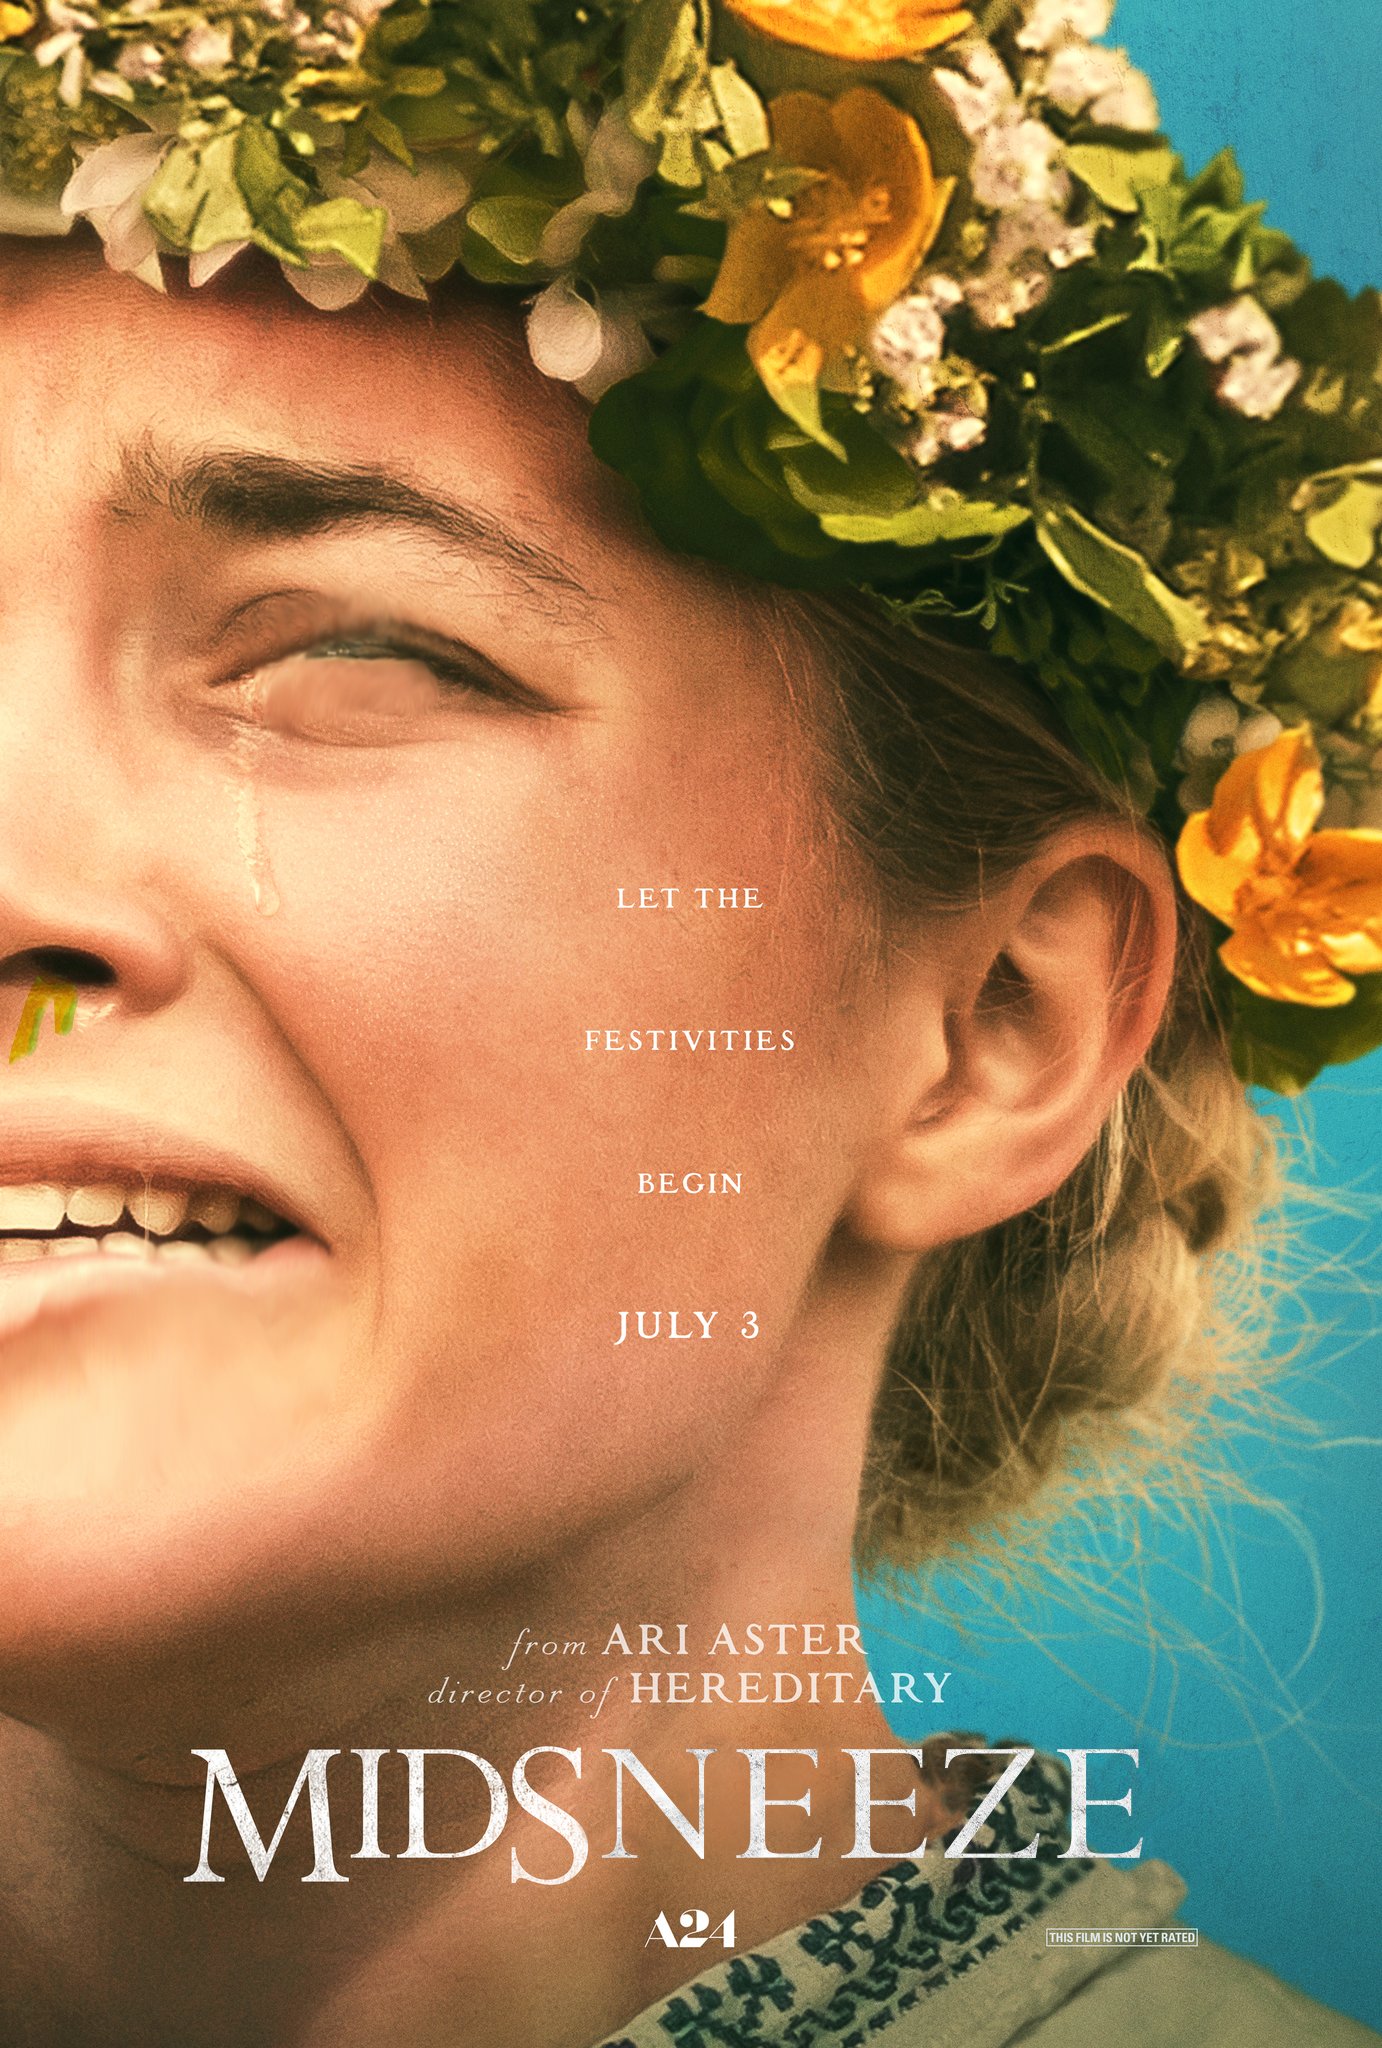 LET THE
FESTIVITIES
BEGIN
JULY 3
from ARI ASTER
director of HEREDITARY
MIDSNEEZE
A24
THIS FILM IS NOT YET RATED